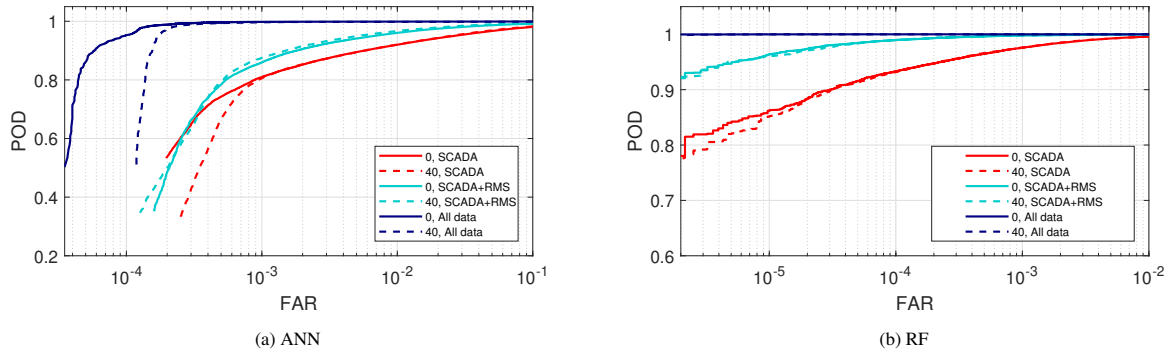 POD
1
0.8
0.6
0.4
0.2
10-4
10-3
10-2
10-1
FAR
0, SCADA
40, SCADA
0, SCADA+RMS
40, SCADA+RMS
0, All data
40, All data
(a) ANN
POD
1
0.9
0.8
0.7
0.6
10-5
10-4
10-3
10-2
FAR
0, SCADA
40, SCADA
0, SCADA+RMS
40, SCADA+RMS
0, All data
40, All data
(b) RF